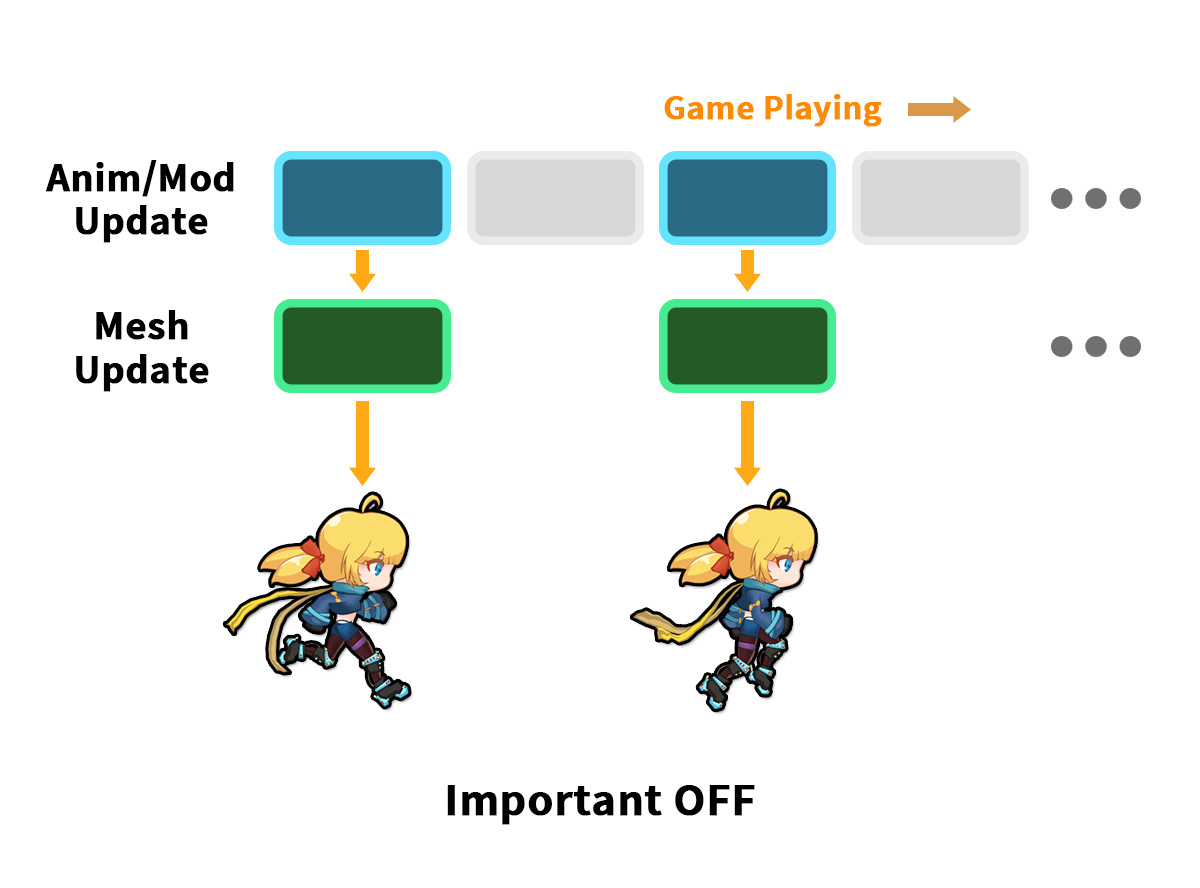 Game Playing
Anim/Mod
Update
Mesh
Update
Important OFF